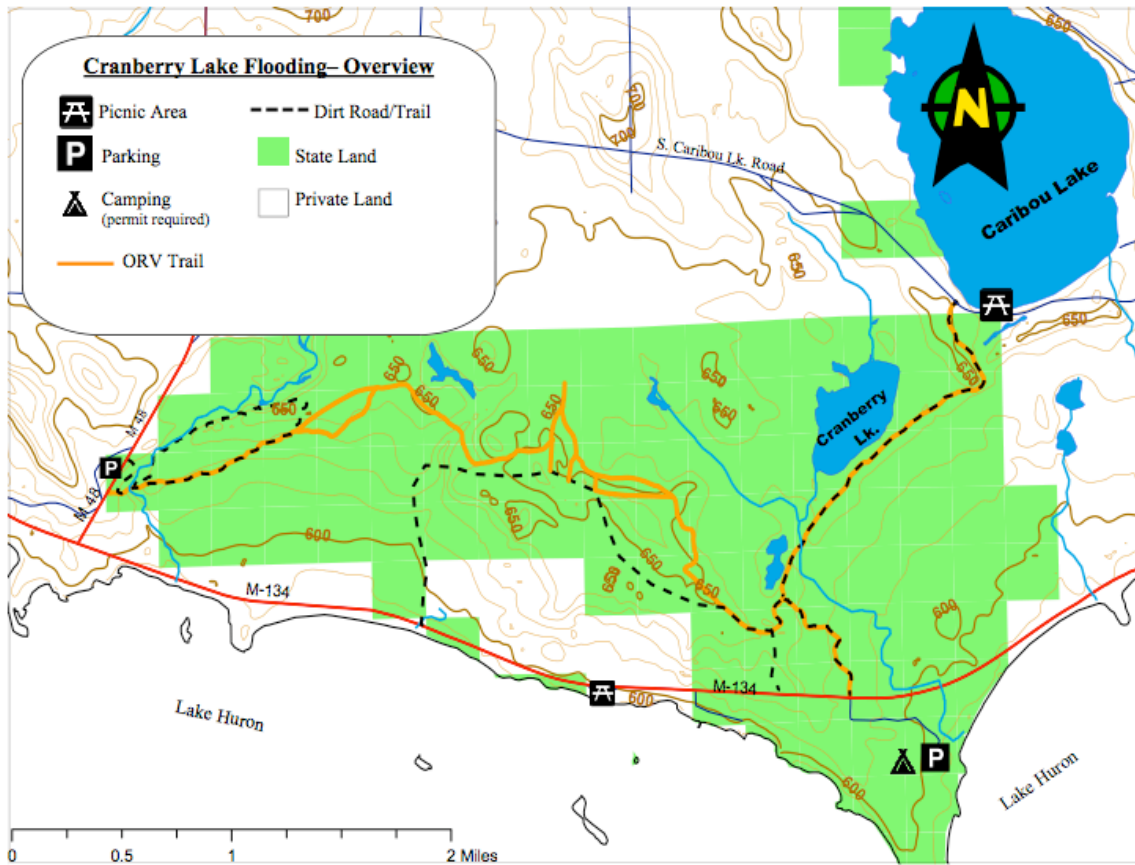 700
650
Cranberry Lake Flooding– Overview
Picnic Area
Dirt Road/Trail
P
Parking
State Land
Camping
(permit required)
Private Land
ORV Trail
N
700
700
S. Caribou Lk. Road
Caribou Lake
650
650
650
650
650
650
650
650
650
650
Cranberry
Lk.
M 48
P
M 48
650
600
650
650
650
600
M-134
M-134
600
600
P
Lake Huron
Lake Huron
0
0.5
1
2 Miles